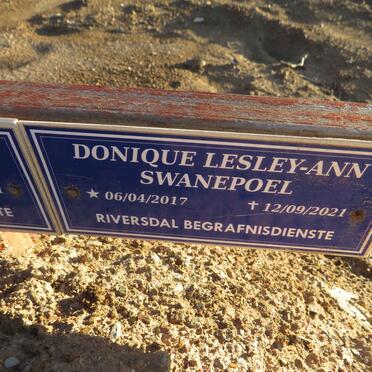 DONIQUE LESLEY-ANN
SWANEPOEL
★ 06/04/2017 ✝ 12/09/2021
RIVERSDAL BEGRAFNISDIENSTE